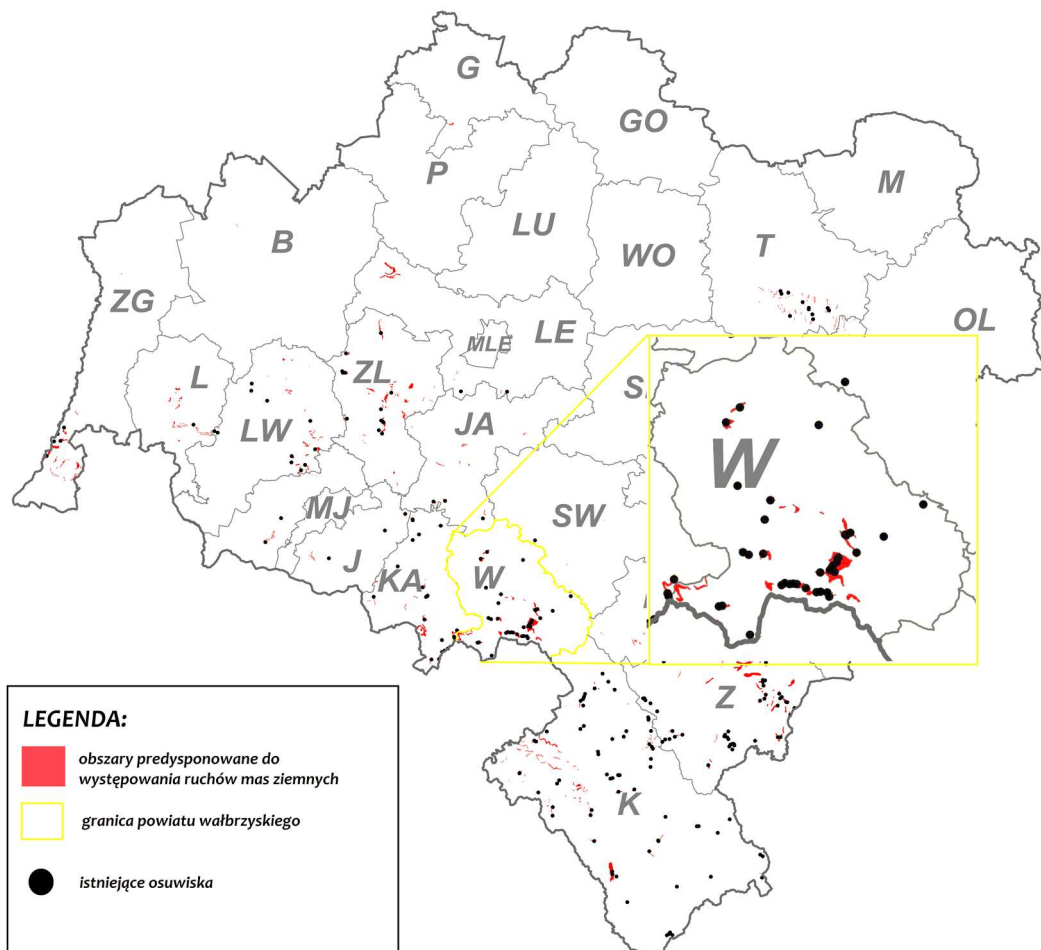 G
GO
P
M
B
LU
T
WO
ZG
OL
MLE
LE
L
ZL
LW
JA
W
MJ
SW
J
KA
W
Z
K
LEGENDA:
obszary predysponowane do
występowania ruchów mas ziemnych
granica powiatu wałbrzyskiego
istniejące osuwiska